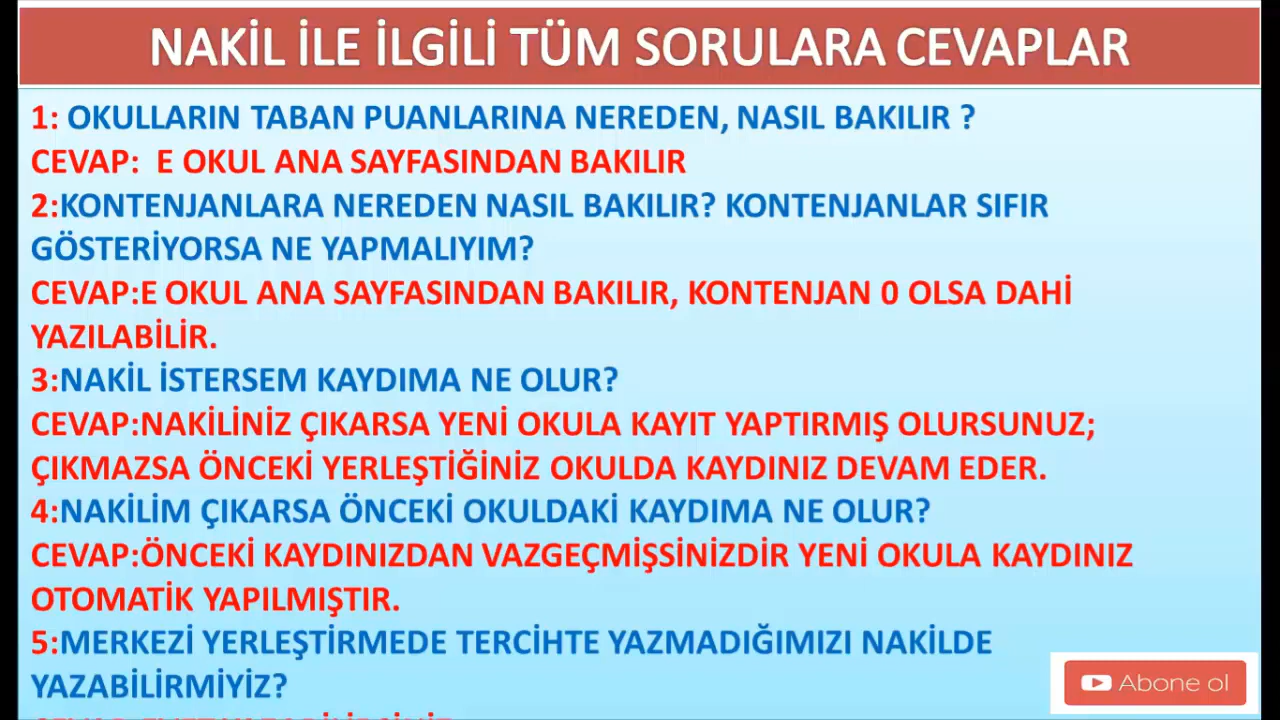 NAKİL İLE İLGİLİ TÜM SORULARA CEVAPLAR
1: OKULLARIN TABAN PUANLARINA NEREDEN, NASIL BAKILIR ?
CEVAP: E OKUL ANA SAYFASINDAN BAKILIR
2:KONTENJANLARA NEREDEN NASIL BAKILIR? KONTENJANLAR SIFIR
GÖSTERİYORSA NE YAPMALIYIM?
CEVAP:E OKUL ANA SAYFASINDAN BAKILIR, KONTENJAN 0 OLSA DAHİ
YAZILABİLİR.
3:NAKİL İSTERSEM KAYDIMA NE OLUR?
CEVAP:NAKİLİNİZ ÇIKARSA YENİ OKULA KAYIT YAPTIRMIŞ OLURSUNUZ;
ÇIKMAZSA ÖNCEKİ YERLEŞTİĞİNİZ OKULDA KAYDINIZ DEVAM EDER.
4:NAKİLİM ÇIKARSA ÖNCEKİ OKULDAKİ KAYDIMA NE OLUR?
CEVAP:ÖNCEKİ KAYDINIZDAN VAZGEÇMİŞSİNİZDİR YENİ OKULA KAYDINIZ
OTOMATİK YAPILMIŞTIR.
5:MERKEZİ YERLEŞTİRMEDE TERCİHTE YAZMADIĞIMIZI NAKİLDE
YAZABİLİRMİYİZ?
Abone ol